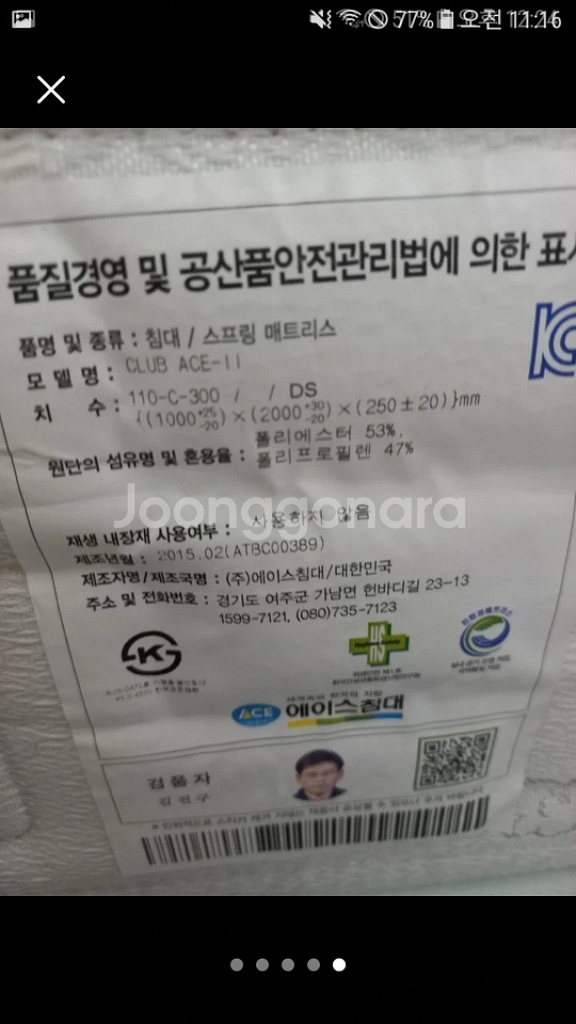 77% 오전 11:16
품질경영 및 공산품안전관리법에 의한 표시
품명 및 종류 : 침대 / 스프링 매트리스
모 델 명 : CLUB ACE-II
치 수 : 110-C-300 / / DS
{(1000+25-20)×(2000+30-20)×(250±20)}mm
원단의 섬유명 및 혼용율 : 폴리에스터 53%,
폴리프로필렌 47%
Joonggonara
재생 내장재 사용여부 : 사용하지 않음
제조년월 : 2015.02(ATBC00389)
제조자명/제조국명 : (주)에이스침대/대한민국
주소 및 전화번호 : 경기도 여주군 가남면 헌바디길 23-13
1599-7121, (080)735-7123
ACE 에이스침대
검 품 자